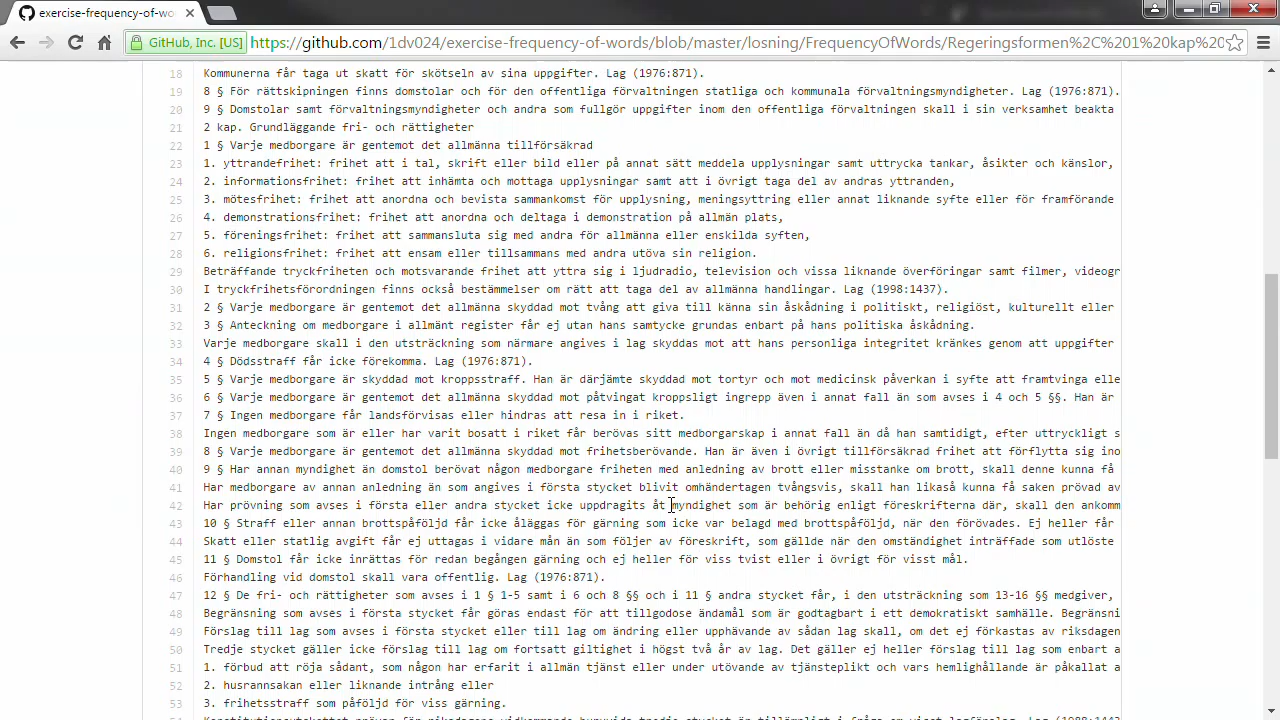 exercise-frequency-of-wo
GitHub, Inc. [US]
https://github.com/1dv024/exercise-frequency-of-words/blob/master/losning/FrequencyOfWords/Regeringsformen%2C%201%20kap%20
18 Kommunerna får taga ut skatt för skötseln av sina uppgifter. Lag (1976:871).
19 8 § För rättskipningen finns domstolar och för den offentliga förvaltningen statliga och kommunala förvaltningsmyndigheter. Lag (1976:871).
20 9 § Domstolar samt förvaltningsmyndigheter och andra som fullgör uppgifter inom den offentliga förvaltningen skall i sin verksamhet beakta
21 2 kap. Grundläggande fri- och rättigheter
22 1 § Varje medborgare är gentemot det allmänna tillförsäkrad
23 1. yttrandefrihet: frihet att i tal, skrift eller bild eller på annat sätt meddela upplysningar samt uttrycka tankar, åsikter och känslor,
24 2. informationsfrihet: frihet att inhämta och mottaga upplysningar samt att i övrigt taga del av andras yttranden,
25 3. mötesfrihet: frihet att anordna och bevista sammankomst för upplysning, meningsyttring eller annat liknande syfte eller för framförande
26 4. demonstrationsfrihet: frihet att anordna och deltaga i demonstration på allmän plats,
27 5. föreningsfrihet: frihet att sammansluta sig med andra för allmänna eller enskilda syften,
28 6. religionsfrihet: frihet att ensam eller tillsammans med andra utöva sin religion.
29 Beträffande tryckfriheten och motsvarande frihet att yttra sig i ljudradio, television och vissa liknande överföringar samt filmer, videogr
30 I tryckfrihetsförordningen finns också bestämmelser om rätt att taga del av allmänna handlingar. Lag (1998:1437).
31 2 § Varje medborgare är gentemot det allmänna skyddad mot tvång att giva till känna sin åskådning i politiskt, religiöst, kulturellt eller
32 3 § Anteckning om medborgare i allmänt register får ej utan hans samtycke grundas enbart på hans politiska åskådning.
33 Varje medborgare skall i den utsträckning som närmare angives i lag skyddas mot att hans personliga integritet kränkes genom att uppgifter
34 4 § Dödsstraff får icke förekomma. Lag (1976:871).
35 5 § Varje medborgare är skyddad mot kroppsstraff. Han är därjämte skyddad mot tortyr och mot medicinsk påverkan i syfte att framtvinga elle
36 6 § Varje medborgare är gentemot det allmänna skyddad mot påtvingat kroppsligt ingrepp även i annat fall än som avses i 4 och 5 §§. Han är
37 7 § Ingen medborgare får landsförvisas eller hindras att resa in i riket.
38 Ingen medborgare som är eller har varit bosatt i riket får berövas sitt medborgarskap i annat fall än då han samtidigt, efter uttryckligt s
39 8 § Varje medborgare är gentemot det allmänna skyddad mot frihetsberövande. Han är även i övrigt tillförsäkrad frihet att förflytta sig ino
40 9 § Har annan myndighet än domstol berövat någon medborgare friheten med anledning av brott eller misstanke om brott, skall denne kunna få
41 Har medborgare av annan anledning än som angives i första stycket blivit omhändertagen tvångsvis, skall han likaså kunna få saken prövad av
42 Har prövning som avses i första eller andra stycket icke uppdragits åt myndighet som är behörig enligt föreskrifterna där, skall den ankomm
43 10 § Straff eller annan brottspåföljd får icke åläggas för gärning som icke var belagd med brottspåföljd, när den förövades. Ej heller får
44 Skatt eller statlig avgift får ej uttagas i vidare mån än som följer av föreskrift, som gällde när den omständighet inträffade som utlöste
45 11 § Domstol får icke inrättas för redan begången gärning och ej heller för viss tvist eller i övrigt för visst mål.
46 Förhandling vid domstol skall vara offentlig. Lag (1976:871).
47 12 § De fri- och rättigheter som avses i 1 § 1-5 samt i 6 och 8 §§ och i 11 § andra stycket får, i den utsträckning som 13-16 §§ medgiver,
48 Begränsning som avses i första stycket får göras endast för att tillgodose ändamål som är godtagbart i ett demokratiskt samhälle. Begränsni
49 Förslag till lag som avses i första stycket eller till lag om ändring eller upphävande av sådan lag skall, om det ej förkastas av riksdagen
50 Tredje stycket gäller icke förslag till lag om fortsatt giltighet i högst två år av lag. Det gäller ej heller förslag till lag som enbart a
51 1. förbud att röja sådant, som någon har erfarit i allmän tjänst eller under utövande av tjänsteplikt och vars hemlighållande är påkallat a
52 2. husrannsakan eller liknande intrång eller
53 3. frihetsstraff som påföljd för viss gärning.